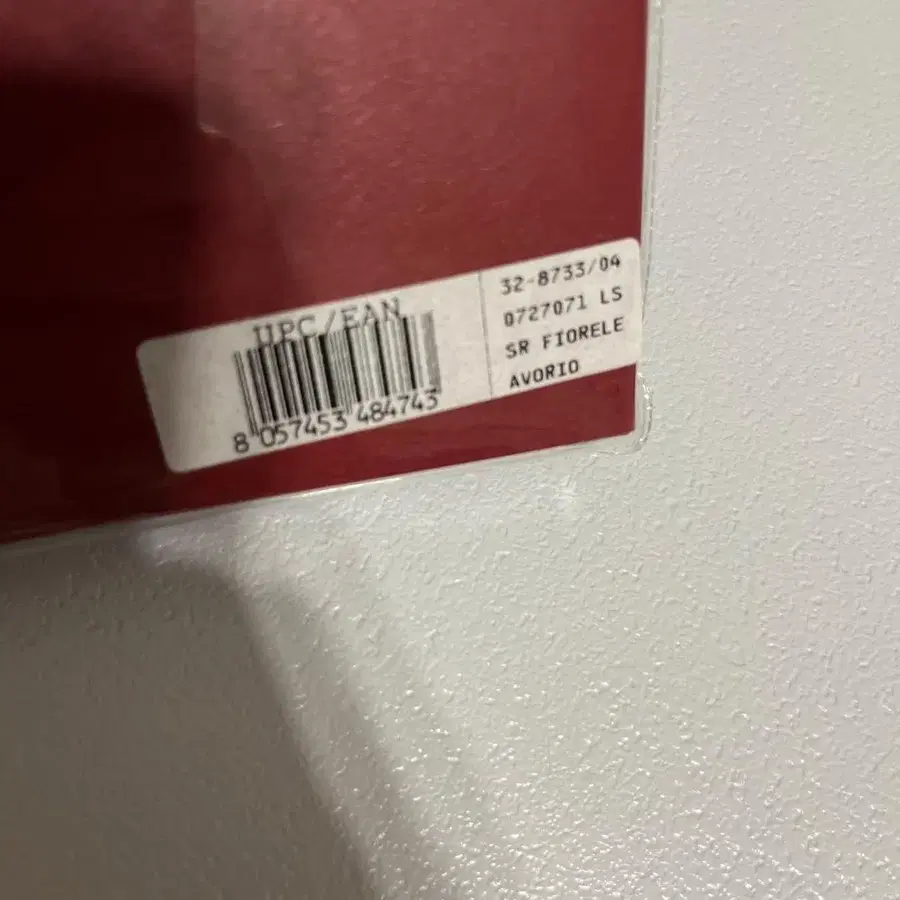 UPC/EAN
8 057453 484743
32-8733/04
0727071 LS
SR FIORELE
AVORIO